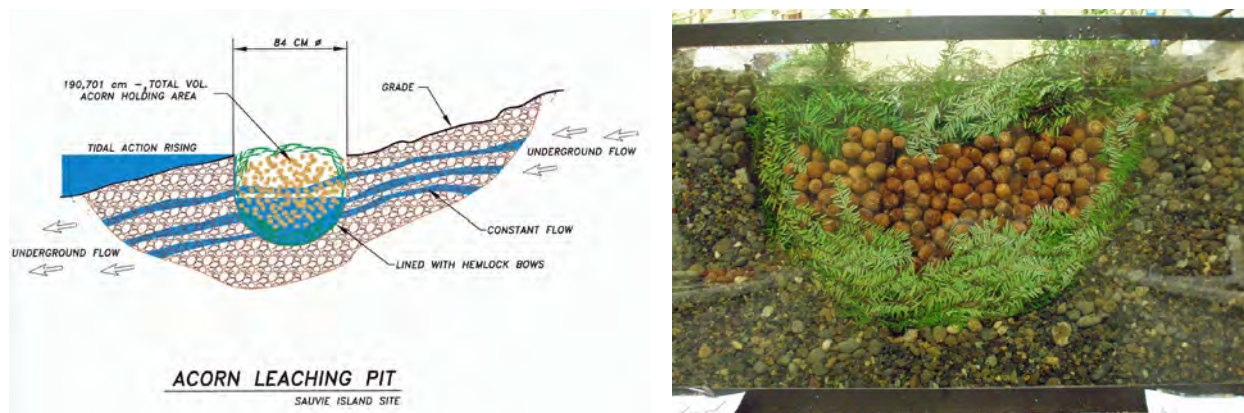 84 CM ø
190,701 cm –, TOTAL VOL.
ACORN HOLDING AREA
GRADE
TIDAL ACTION RISING
UNDERGROUND FLOW
CONSTANT FLOW
UNDERGROUND FLOW
LINED WITH HEMLOCK BOWS
ACORN LEACHING PIT
SAUVIE ISLAND SITE